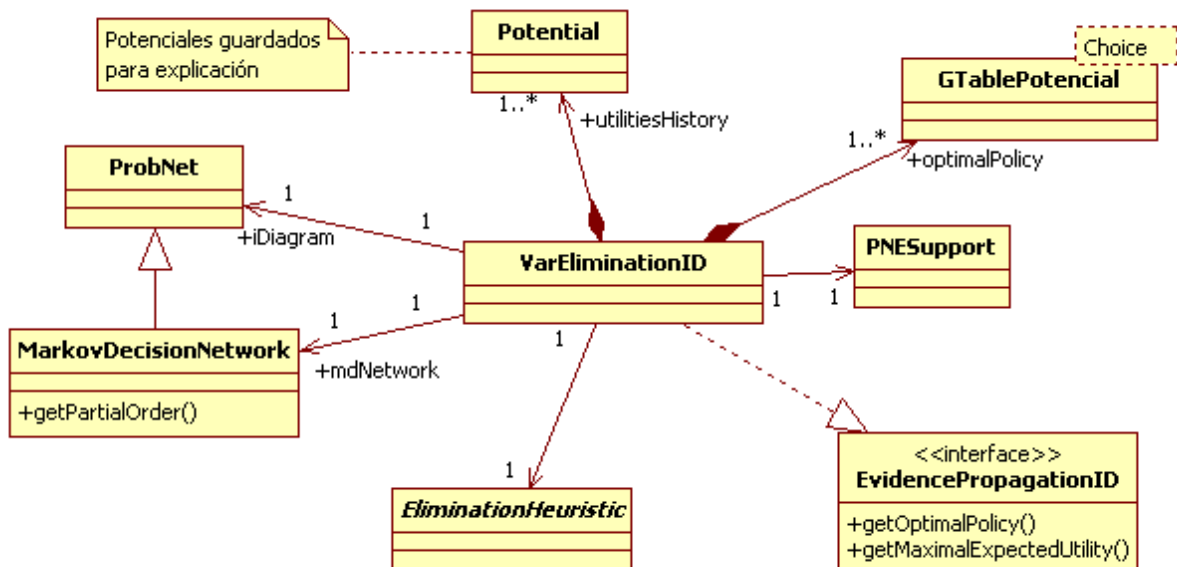 Potenciales guardados
para explicación
Potential
Choice
GTablePotencial
1..*
+utilitiesHistory
1..*
+optimalPolicy
ProbNet
1
+iDiagram
1
VarEliminationID
PNESupport
1
1
MarkovDecisionNetwork
+getPartialOrder()
1
+mdNetwork
1
1
1
EliminationHeuristic
<<interface>>
EvidencePropagationID
+getOptimalPolicy()
+getMaximalExpectedUtility()